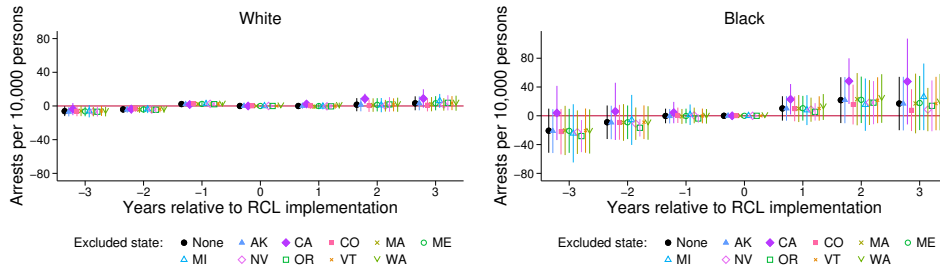 White
Arrests per 10,000 persons
80
40
0
−40
−80
−3 −2 −1 0 1 2 3
Years relative to RCL implementation
Excluded state: None AK CA CO MA ME
MI NV OR VT WA
Black
Arrests per 10,000 persons
80
40
0
−40
−80
−3 −2 −1 0 1 2 3
Years relative to RCL implementation
Excluded state: None AK CA CO MA ME
MI NV OR VT WA